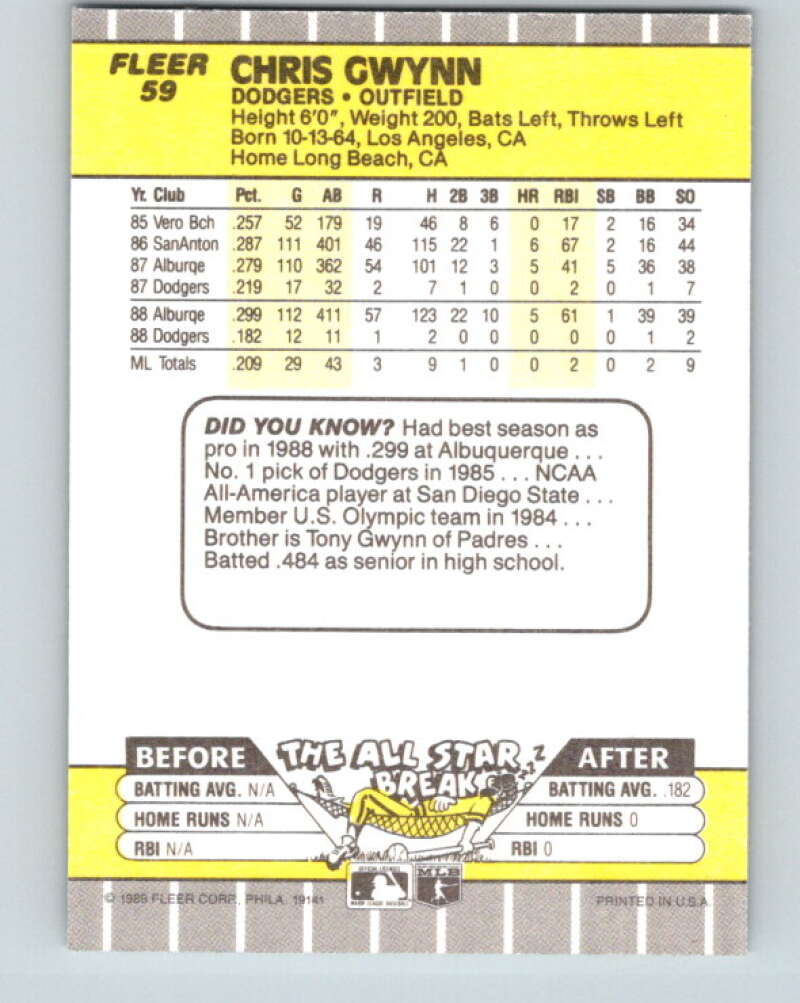 FLEER
59
CHRIS GWYNN
DODGERS • OUTFIELD
Height 6'0", Weight 200, Bats Left, Throws Left
Born 10-13-64, Los Angeles, CA
Home Long Beach, CA
Yr. Club Pct. G AB R H 2B 3B HR RBI SB BB SO
85 Vero Bch .257 52 179 19 46 8 6 0 17 2 16 34
86 SanAnton .287 111 401 46 115 22 1 6 67 2 16 44
87 Alburqe .279 110 362 54 101 12 3 5 41 5 36 38
87 Dodgers .219 17 32 2 7 1 0 0 2 0 1 7
88 Alburqe .299 112 411 57 123 22 10 5 61 1 39 39
88 Dodgers .182 12 11 1 2 0 0 0 0 0 1 2
ML Totals .209 29 43 3 9 1 0 0 2 0 2 9
DID YOU KNOW? Had best season as
pro in 1988 with .299 at Albuquerque . . .
No. 1 pick of Dodgers in 1985 . . . NCAA
All-America player at San Diego State . . .
Member U.S. Olympic team in 1984 . . .
Brother is Tony Gwynn of Padres . . .
Batted .484 as senior in high school.
BEFORE THE ALL STAR BREAK zzZZ AFTER
BATTING AVG. N/A BATTING AVG. .182
HOME RUNS N/A HOME RUNS 0
RBI N/A RBI 0
MLB
MAJOR LEAGUE BASEBALL
© 1989 FLEER CORP., PHILA. 19141 PRINTED IN U.S.A.